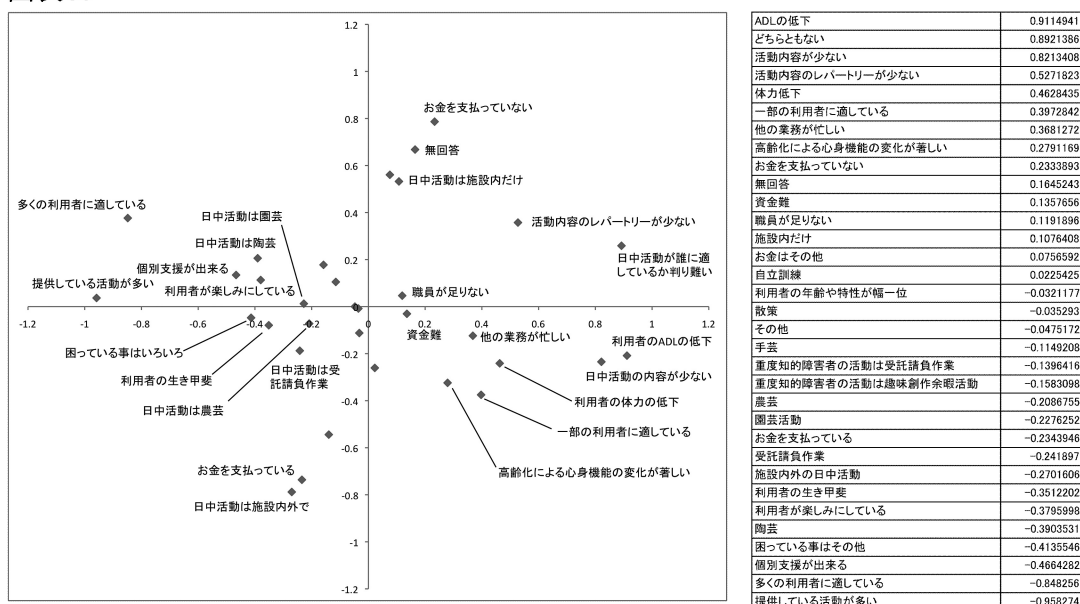 1.2
1
お金を支払っていない
0.8
無回答
0.6
日中活動は施設内だけ
多くの利用者に適している
日中活動は園芸
0.4
活動内容のレパートリーが少ない
日中活動は陶芸
日中活動が誰に適
しているか判り難い
個別支援が出来る
0.2
提供している活動が多い
利用者が楽しみにしている
職員が足りない
0
-1.2 -1 -0.8 -0.6 -0.4 -0.2 0 0.2 0.4 0.6 0.8 1 1.2
資金難
他の業務が忙しい
利用者のADLの低下
困っている事はいろいろ
-0.2
日中活動は受
託請負作業
日中活動の内容が少ない
利用者の生き甲斐
利用者の体力の低下
日中活動は農芸
-0.4
一部の利用者に適している
-0.6
お金を支払っている
高齢化による心身機能の変化が著しい
-0.8
日中活動は施設内外で
-1
-1.2
ADLの低下 0.9114941
どちらともない 0.8921386
活動内容が少ない 0.8213408
活動内容のレパートリーが少ない 0.5271823
体力低下 0.4628435
一部の利用者に適している 0.3972842
他の業務が忙しい 0.3681272
高齢化による心身機能の変化が著しい 0.2791169
お金を支払っていない 0.2333893
無回答 0.1645243
資金難 0.1357656
職員が足りない 0.1191896
施設内だけ 0.1076408
お金はその他 0.0756592
自立訓練 0.0225425
利用者の年齢や特性が幅一位 -0.0321177
散策 -0.035293
その他 -0.0475172
手芸 -0.1149208
重度知的障害者の活動は受託請負作業 -0.1396416
重度知的障害者の活動は趣味創作余暇活動 -0.1583098
農芸 -0.2086755
園芸活動 -0.2276252
お金を支払っている -0.2343946
受託請負作業 -0.241897
施設内外の日中活動 -0.2701606
利用者の生き甲斐 -0.3512202
利用者が楽しみにしている -0.3795998
陶芸 -0.3903531
困っている事はその他 -0.4135546
個別支援が出来る -0.4664282
多くの利用者に適している -0.848256
提供している活動が多い -0.958274